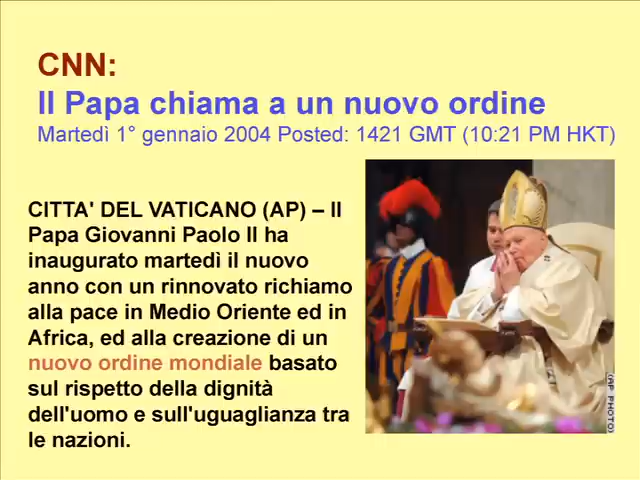 CNN:
Il Papa chiama a un nuovo ordine
Martedì 1° gennaio 2004 Posted: 1421 GMT (10:21 PM HKT)
CITTA' DEL VATICANO (AP) – Il
Papa Giovanni Paolo II ha
inaugurato martedì il nuovo
anno con un rinnovato richiamo
alla pace in Medio Oriente ed in
Africa, ed alla creazione di un
nuovo ordine mondiale basato
sul rispetto della dignità
dell'uomo e sull'uguaglianza tra
le nazioni.
(AP PHOTO)